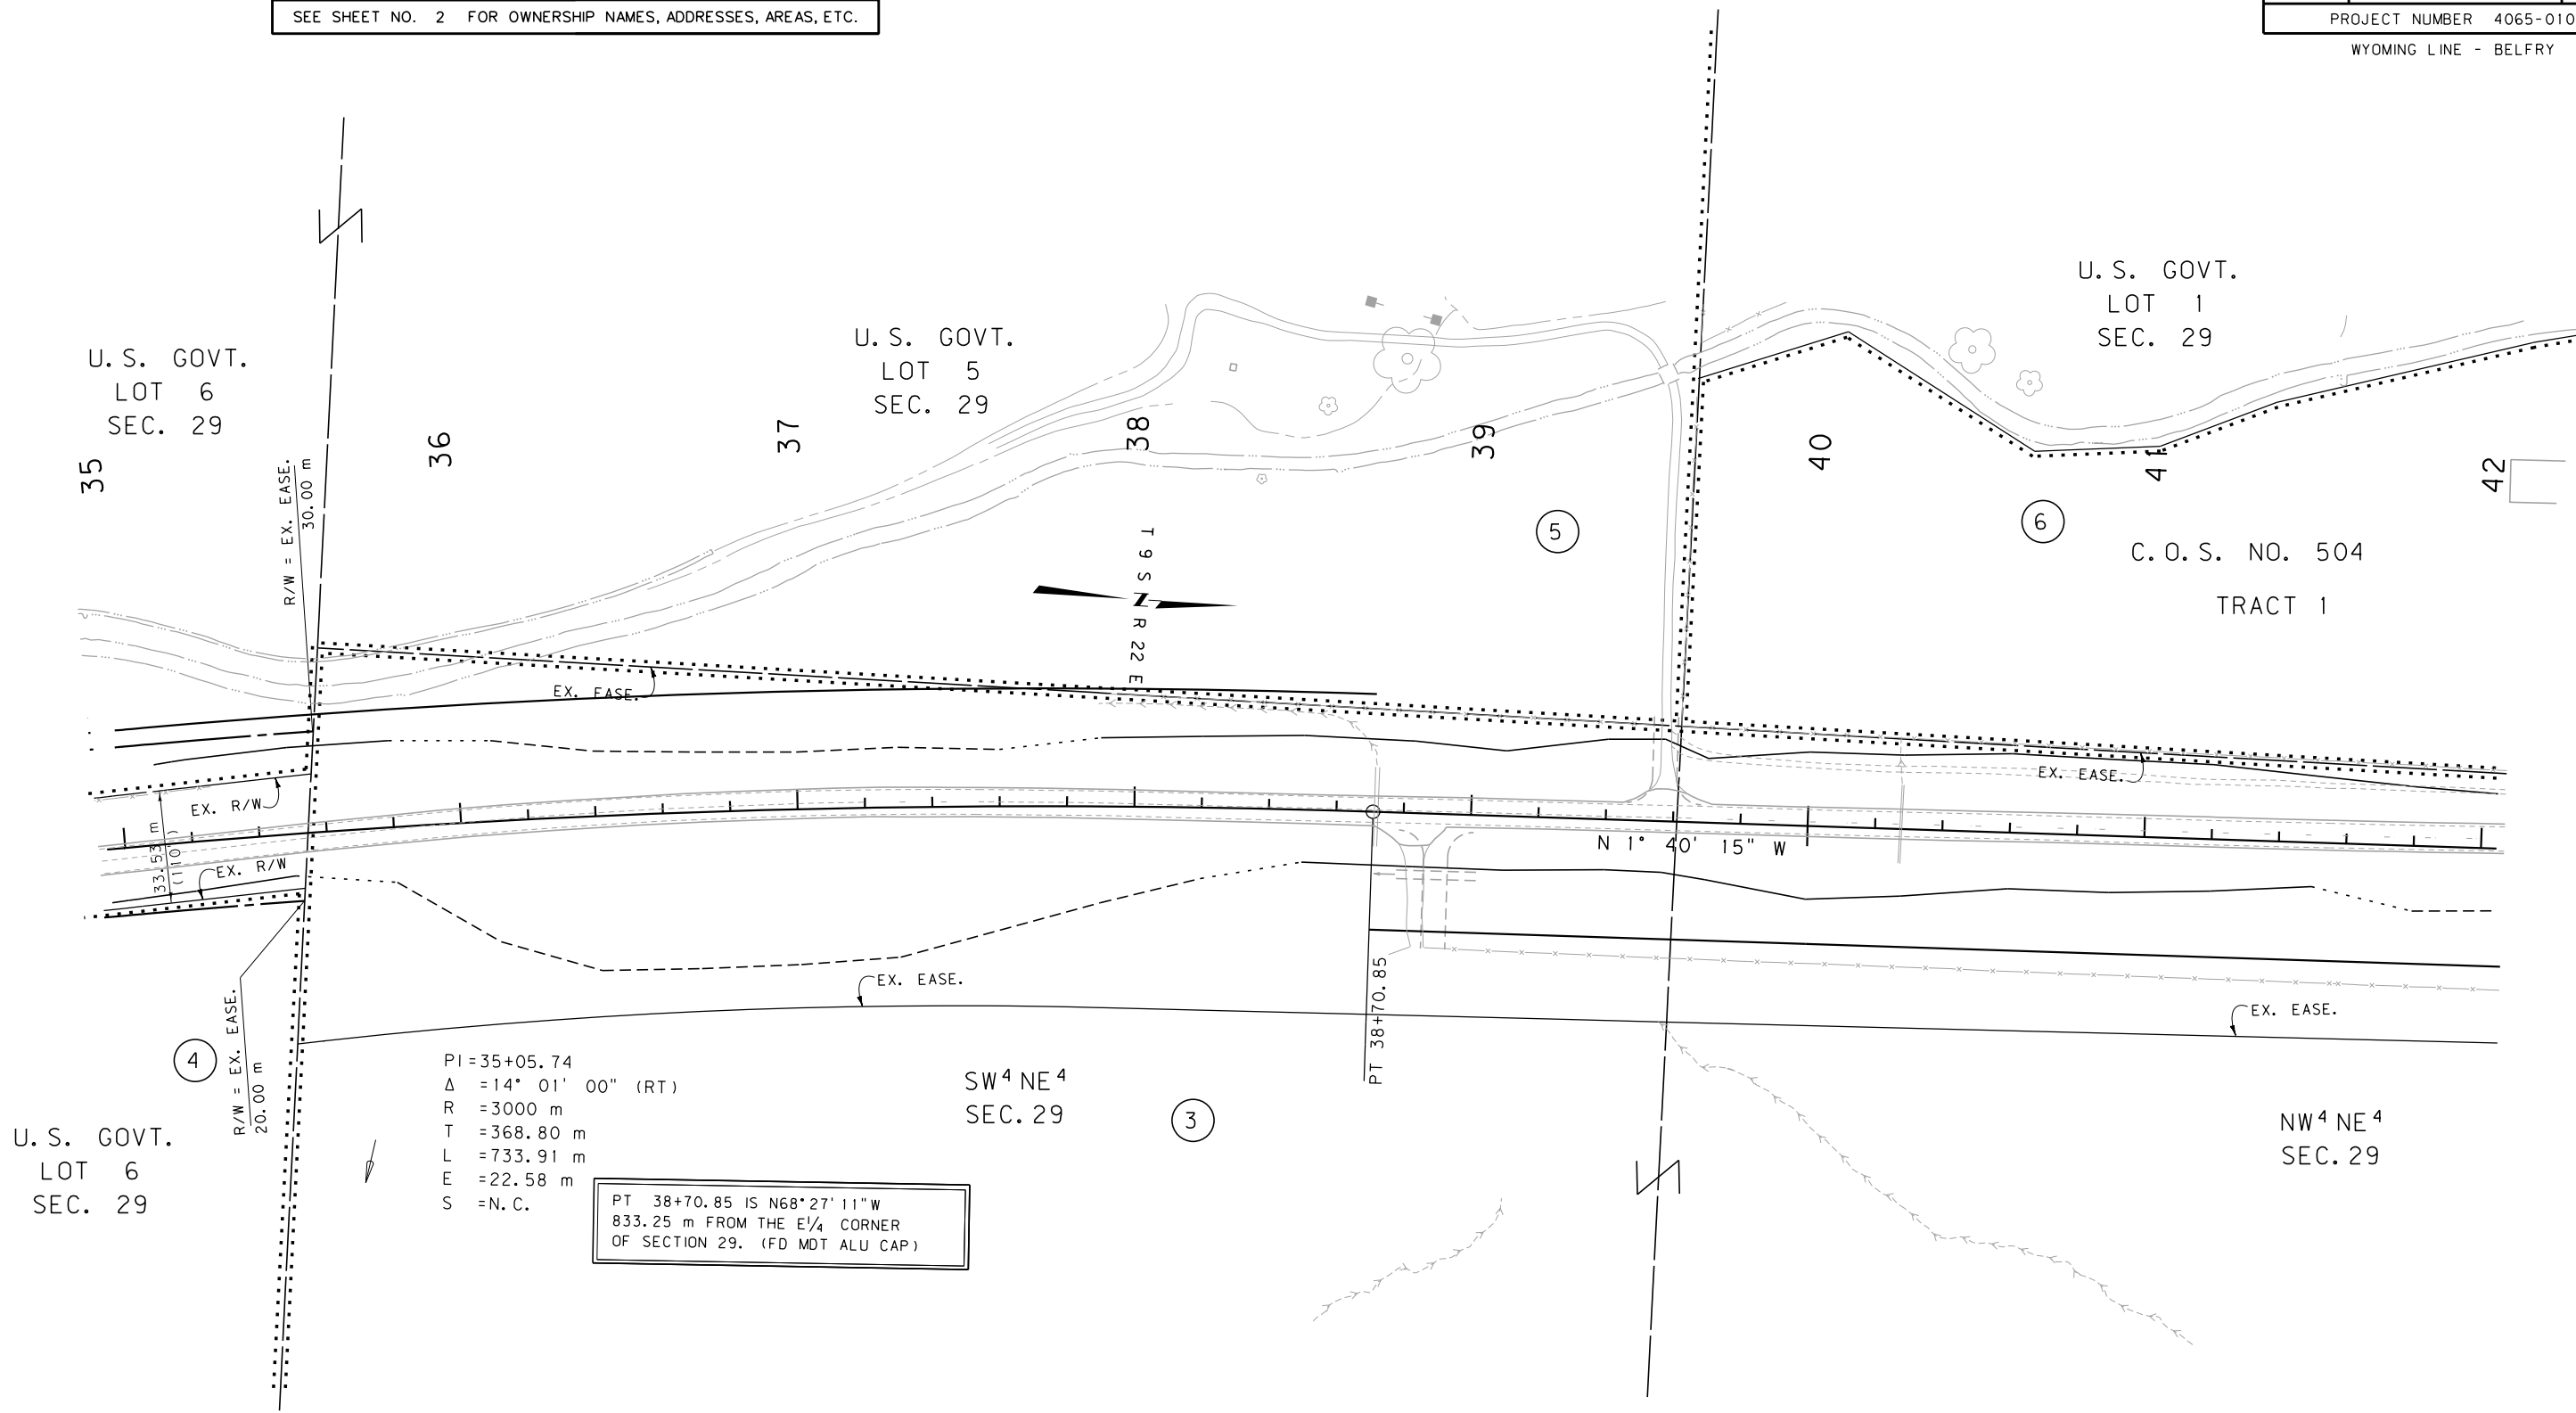 SEE SHEET NO. 2 FOR OWNERSHIP NAMES, ADDRESSES, AREAS, ETC.
PROJECT NUMBER 4065-010
WYOMING LINE - BELFRY
U.S. GOVT.
LOT 6
SEC. 29
U.S. GOVT.
LOT 5
SEC. 29
U.S. GOVT.
LOT 1
SEC. 29
35
36
37
38
39
40
41
42
R/W = EX. EASE.
30.00 m
5
6
C.O.S. NO. 504
TRACT 1
T 9 S
N
R 22 E
EX. EASE.
EX. EASE.
EX. R/W
33.53 m
(110')
EX. R/W
N 1° 40' 15" W
EX. EASE.
EX. EASE.
PT 38+70.85
4
R/W = EX. EASE.
20.00 m
PI =35+05.74
Δ =14° 01' 00" (RT)
R =3000 m
T =368.80 m
L =733.91 m
E =22.58 m
S =N.C.
SW⁴ NE⁴
SEC. 29
3
NW⁴ NE⁴
SEC. 29
U.S. GOVT.
LOT 6
SEC. 29
PT 38+70.85 IS N68°27'11"W
833.25 m FROM THE E¼ CORNER
OF SECTION 29. (FD MDT ALU CAP)